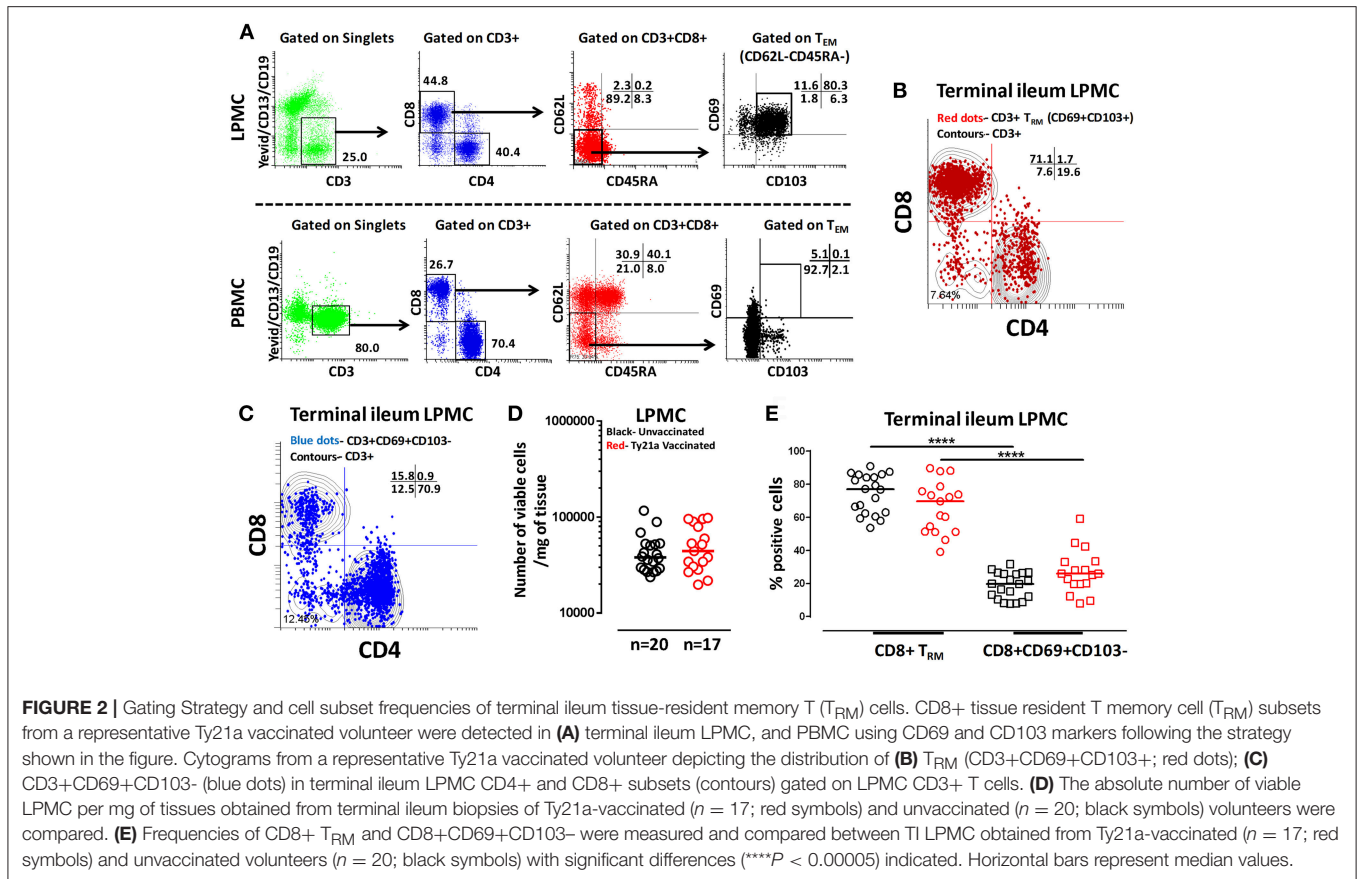 A
Gated on Singlets
Gated on CD3+
Gated on CD3+CD8+
Gated on TEM
(CD62L-CD45RA-)
LPMC
Yevid/CD13/CD19
25.0
CD3
44.8
CD8
40.4
CD4
CD62L
2.3 0.2
89.2 8.3
CD45RA
CD69
11.6 80.3
1.8 6.3
CD103
PBMC
Gated on Singlets
Gated on CD3+
Gated on CD3+CD8+
Gated on TEM
Yevid/CD13/CD19
80.0
CD3
26.7
CD8
70.4
CD4
CD62L
30.9 40.1
21.0 8.0
CD45RA
CD69
5.1 0.1
92.7 2.1
CD103
B
Terminal ileum LPMC
Red dots- CD3+ TRM (CD69+CD103+)
Contours- CD3+
71.1 1.7
7.6 19.6
CD8
7.64%
CD4
C
Terminal ileum LPMC
Blue dots- CD3+CD69+CD103-
Contours- CD3+
15.8 0.9
12.5 70.9
CD8
CD4
D
LPMC
Black- Unvaccinated
Red- Ty21a Vaccinated
Number of viable cells
/mg of tissue
1000000
100000
10000
n=20 n=17
E
Terminal ileum LPMC
****
****
% positive cells
100
80
60
40
20
0
CD8+ TRM CD8+CD69+CD103-
FIGURE 2 | Gating Strategy and cell subset frequencies of terminal ileum tissue-resident memory T (TRM) cells. CD8+ tissue resident T memory cell (TRM) subsets
from a representative Ty21a vaccinated volunteer were detected in (A) terminal ileum LPMC, and PBMC using CD69 and CD103 markers following the strategy
shown in the figure. Cytograms from a representative Ty21a vaccinated volunteer depicting the distribution of (B) TRM (CD3+CD69+CD103+; red dots); (C)
CD3+CD69+CD103- (blue dots) in terminal ileum LPMC CD4+ and CD8+ subsets (contours) gated on LPMC CD3+ T cells. (D) The absolute number of viable
LPMC per mg of tissues obtained from terminal ileum biopsies of Ty21a-vaccinated (n = 17; red symbols) and unvaccinated (n = 20; black symbols) volunteers were
compared. (E) Frequencies of CD8+ TRM and CD8+CD69+CD103– were measured and compared between TI LPMC obtained from Ty21a-vaccinated (n = 17; red
symbols) and unvaccinated volunteers (n = 20; black symbols) with significant differences (****P < 0.00005) indicated. Horizontal bars represent median values.